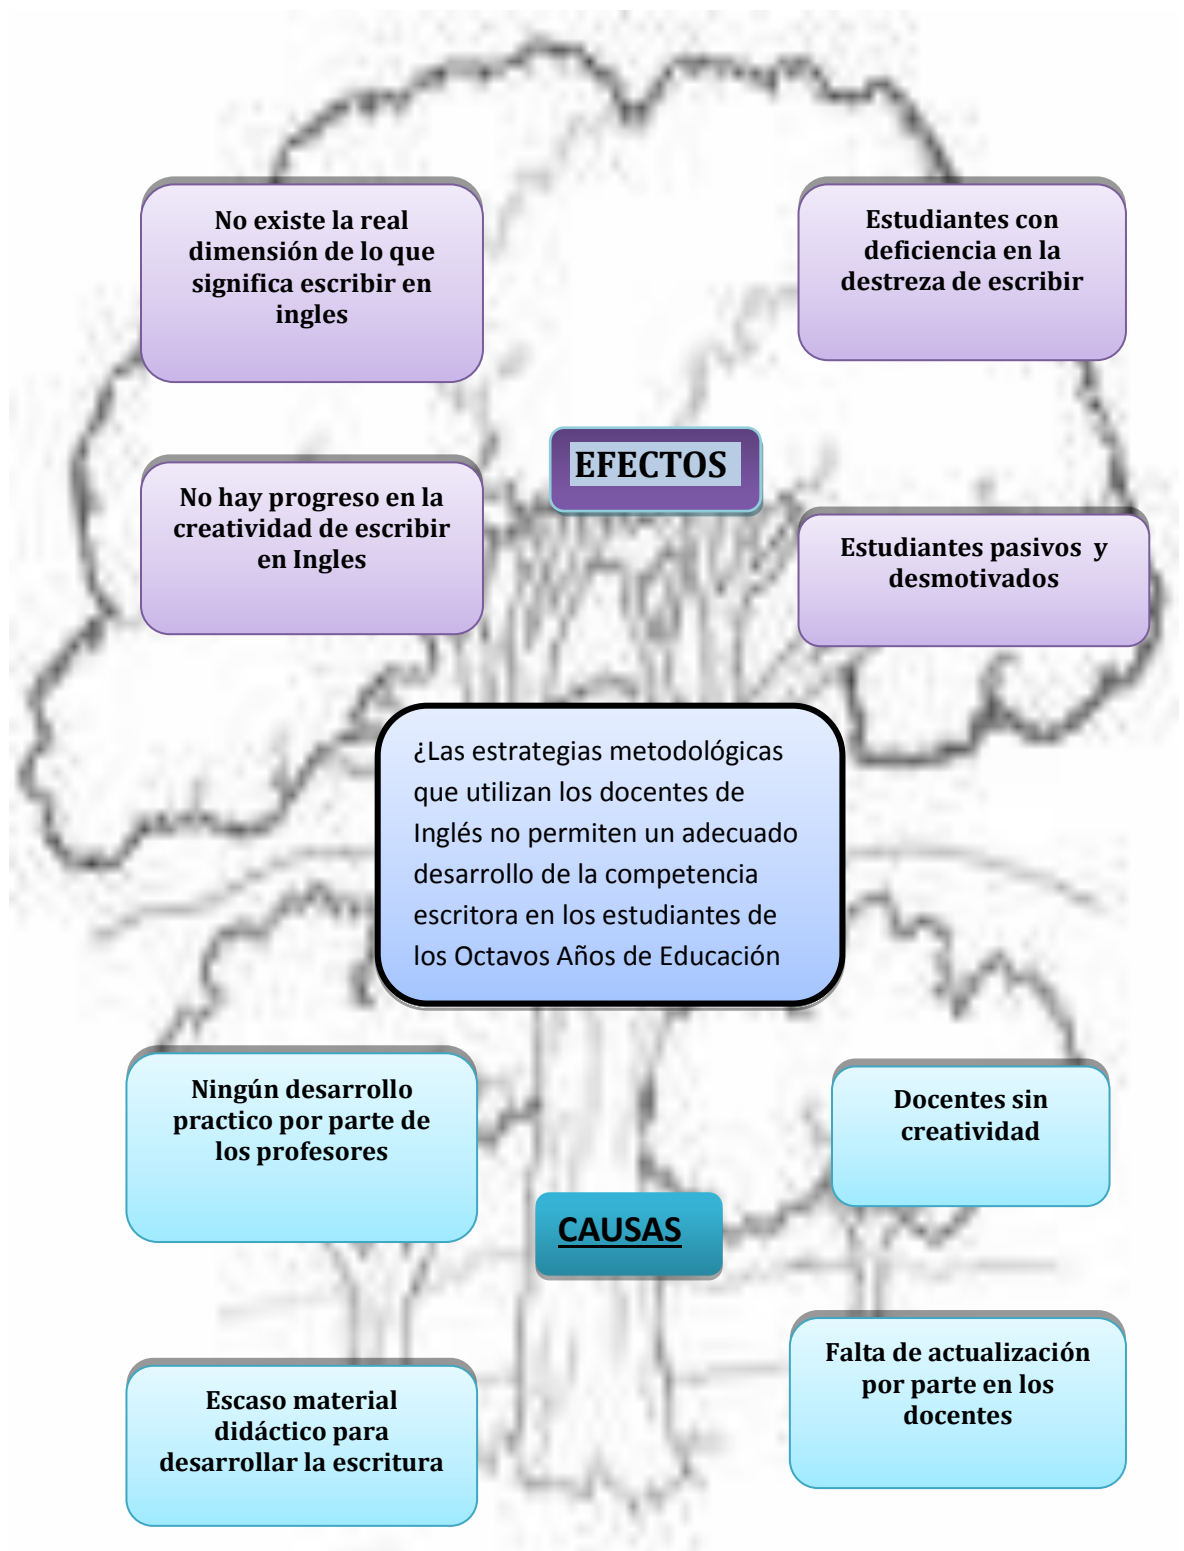 No existe la real
dimensión de lo que
significa escribir en
ingles
Estudiantes con
deficiencia en la
destreza de escribir
EFECTOS
No hay progreso en la
creatividad de escribir
en Ingles
Estudiantes pasivos y
desmotivados
¿Las estrategias metodológicas
que utilizan los docentes de
Inglés no permiten un adecuado
desarrollo de la competencia
escritora en los estudiantes de
los Octavos Años de Educación
Ningún desarrollo
practico por parte de
los profesores
Docentes sin
creatividad
CAUSAS
Escaso material
didáctico para
desarrollar la escritura
Falta de actualización
por parte en los
docentes